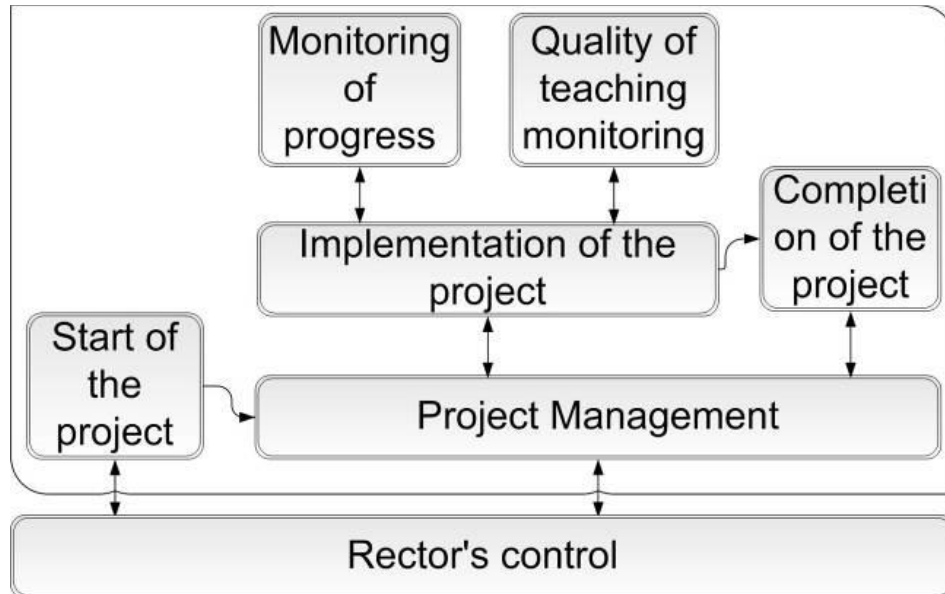 Monitoring
of
progress
Quality of
teaching
monitoring
Completi
on of the
project
Implementation of the
project
Start of
the
project
Project Management
Rector's control